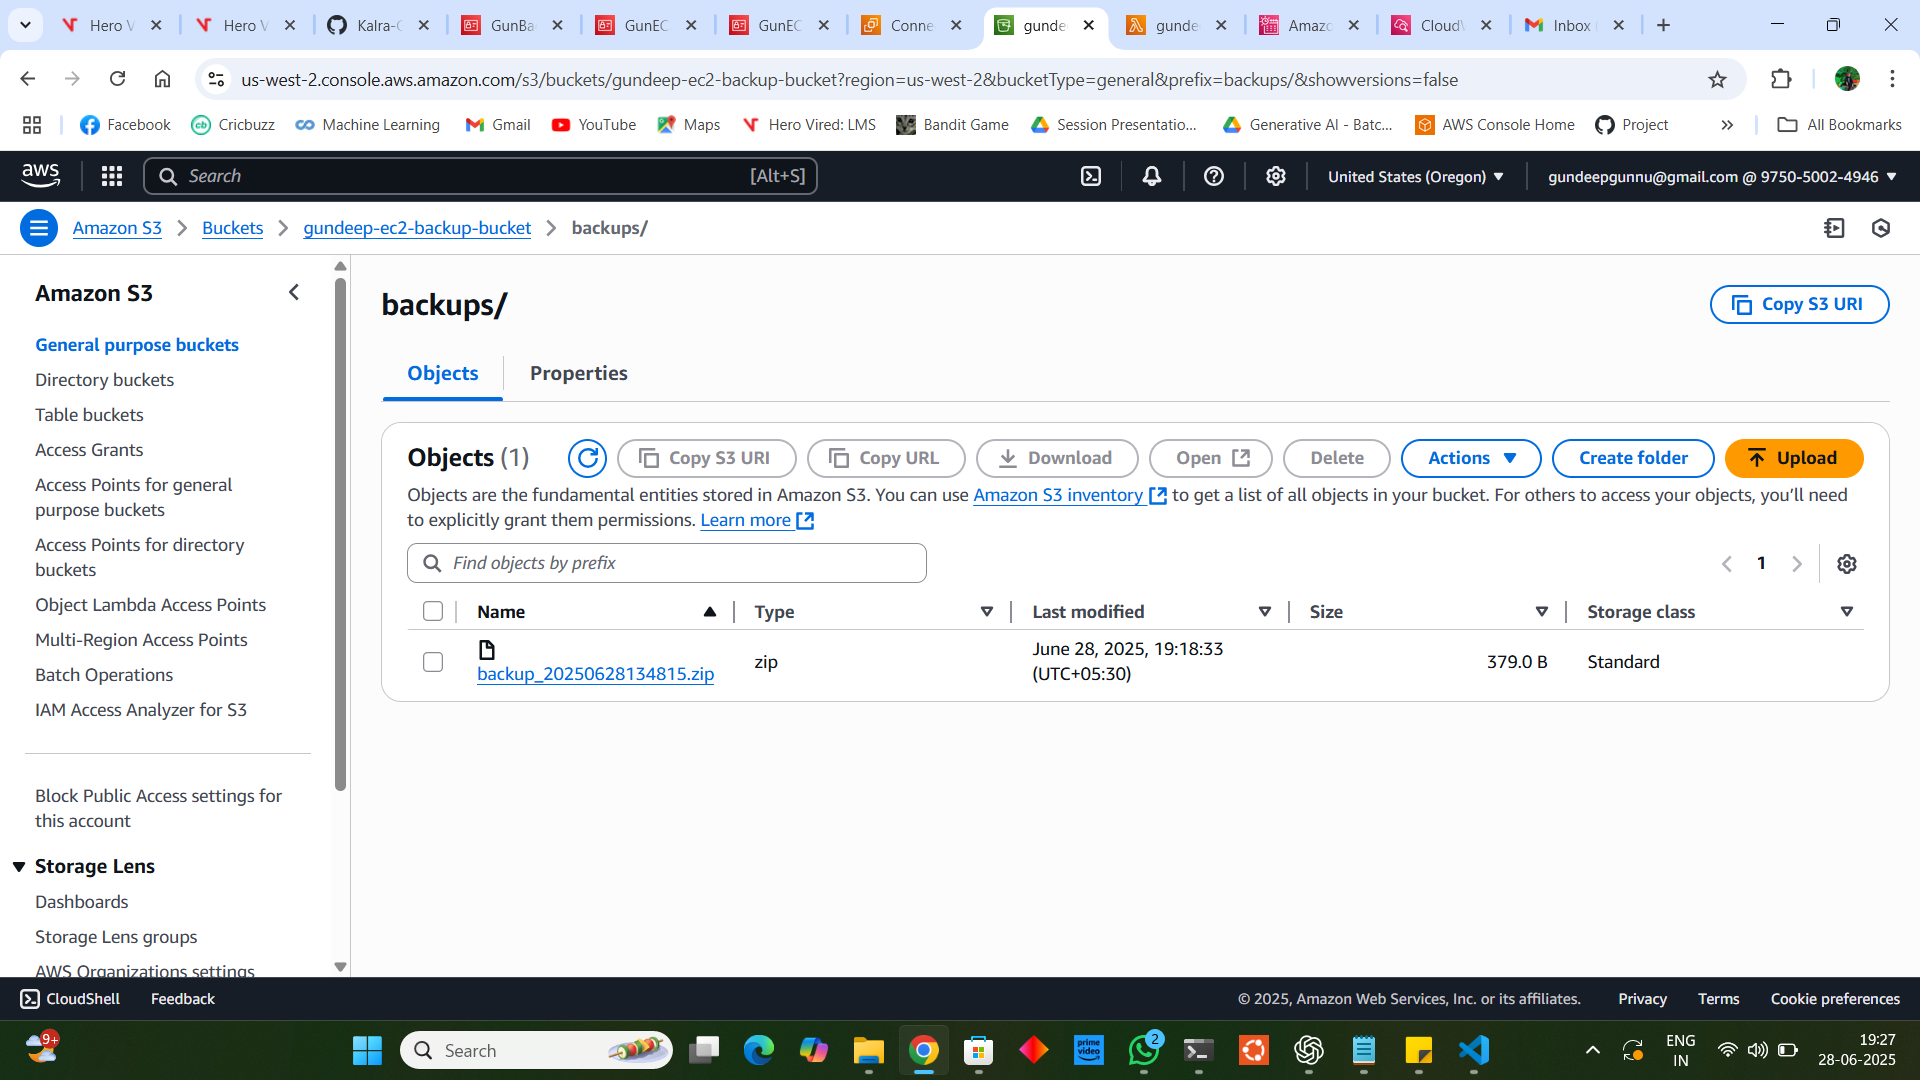 Hero V
Hero V
Kalra-C
GunBa
GunEC
GunEC
Conne
gunde
gunde
Amazo
CloudV
Inbox
us-west-2.console.aws.amazon.com/s3/buckets/gundeep-ec2-backup-bucket?region=us-west-2&bucketType=general&prefix=backups/&showversions=false
Facebook
Cricbuzz
Machine Learning
Gmail
YouTube
Maps
Hero Vired: LMS
Bandit Game
Session Presentatio...
Generative AI - Batc...
AWS Console Home
Project
All Bookmarks
aws
Search
[Alt+S]
United States (Oregon)
gundeepgunnu@gmail.com @ 9750-5002-4946
Amazon S3
Buckets
gundeep-ec2-backup-bucket
backups/
Amazon S3
General purpose buckets
Directory buckets
Table buckets
Access Grants
Access Points for general
purpose buckets
Access Points for directory
buckets
Object Lambda Access Points
Multi-Region Access Points
Batch Operations
IAM Access Analyzer for S3
Block Public Access settings for
this account
Storage Lens
Dashboards
Storage Lens groups
AWS Organizations settings
backups/
Copy S3 URI
Objects
Properties
Objects (1)
Copy S3 URI
Copy URL
Download
Open
Delete
Actions
Create folder
Upload
Objects are the fundamental entities stored in Amazon S3. You can use Amazon S3 inventory to get a list of all objects in your bucket. For others to access your objects, you’ll need
to explicitly grant them permissions. Learn more
Find objects by prefix
1
Name
Type
Last modified
Size
Storage class
backup_20250628134815.zip
zip
June 28, 2025, 19:18:33
(UTC+05:30)
379.0 B
Standard
CloudShell
Feedback
© 2025, Amazon Web Services, Inc. or its affiliates.
Privacy
Terms
Cookie preferences
9+
Search
prime video
2
ENG
IN
19:27
28-06-2025